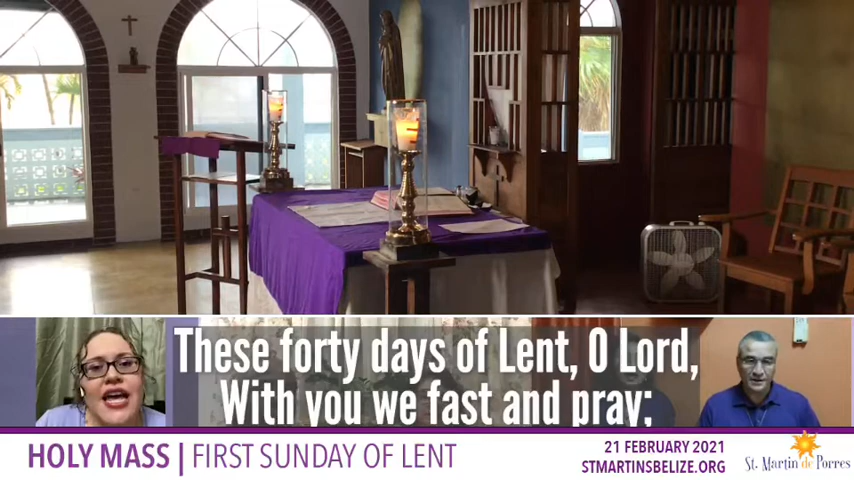 These forty days of Lent, O Lord,
With you we fast and pray;
HOLY MASS | FIRST SUNDAY OF LENT
21 FEBRUARY 2021
STMARTINSBELIZE.ORG
St. Martin de Porres